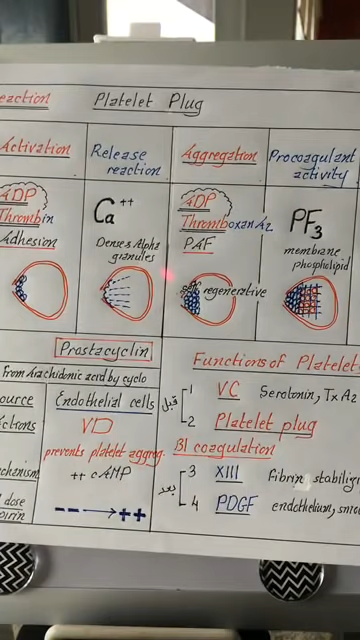 eaction Platelet Plug
Activation
Release reaction
Aggregation
Procoagulant activity
ADP
Thrombin
Adhesion
Ca++
Dense & Alpha granules
ADP
Thromboxan A2
PAF
regenerative
PF3
membrane phospholipid
Prostacyclin
From Arachidonic acid by cyclo
ource
Endothelial cells
ctions
VD
prevents platelet aggreg.
chenism
++ cAMP
dose
pirin
-- → ++
Functions of Platelet
قبل
1 VC Serotonin, TxA2
2 Platelet plug
Bl coagulation
بعد
3 XIII Fibrin stabilizin
4 PDGF endothelium, smoo